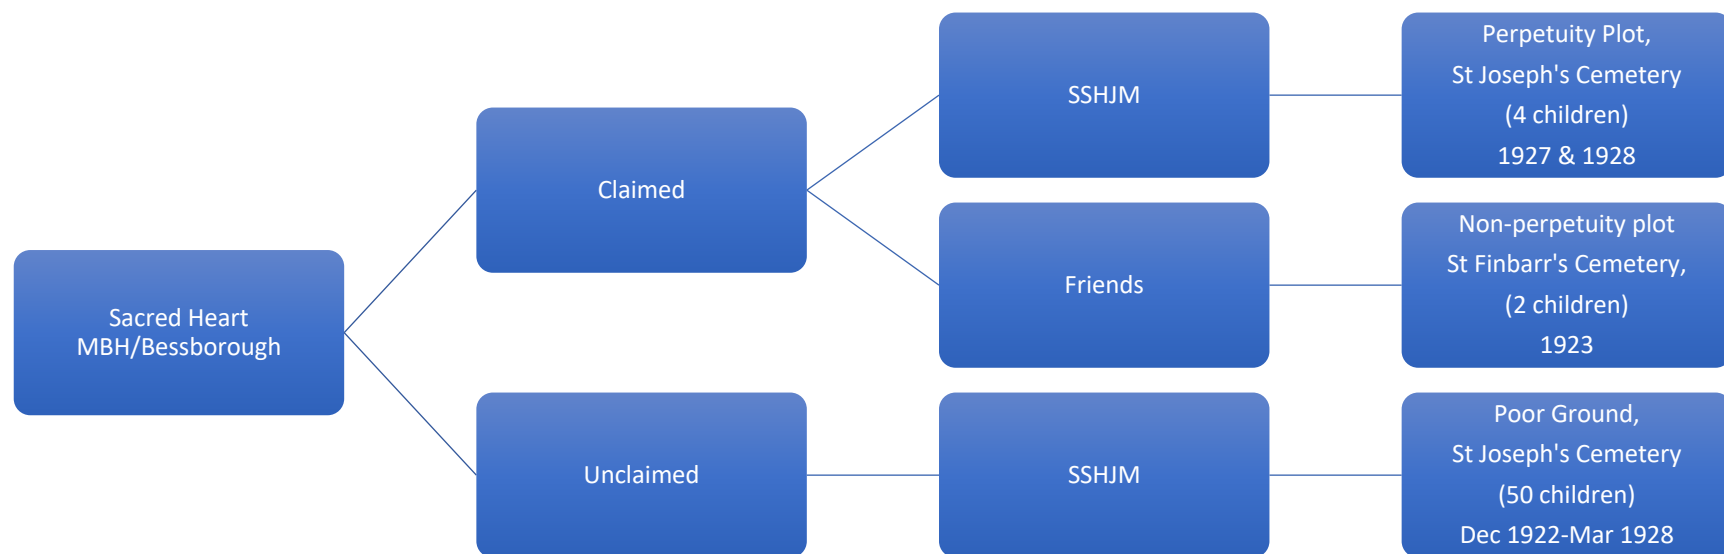 Sacred Heart
MBH/Bessborough
Claimed
SSHJM
Perpetuity Plot,
St Joseph's Cemetery
(4 children)
1927 & 1928
Friends
Non-perpetuity plot
St Finbarr's Cemetery,
(2 children)
1923
Unclaimed
SSHJM
Poor Ground,
St Joseph's Cemetery
(50 children)
Dec 1922-Mar 1928